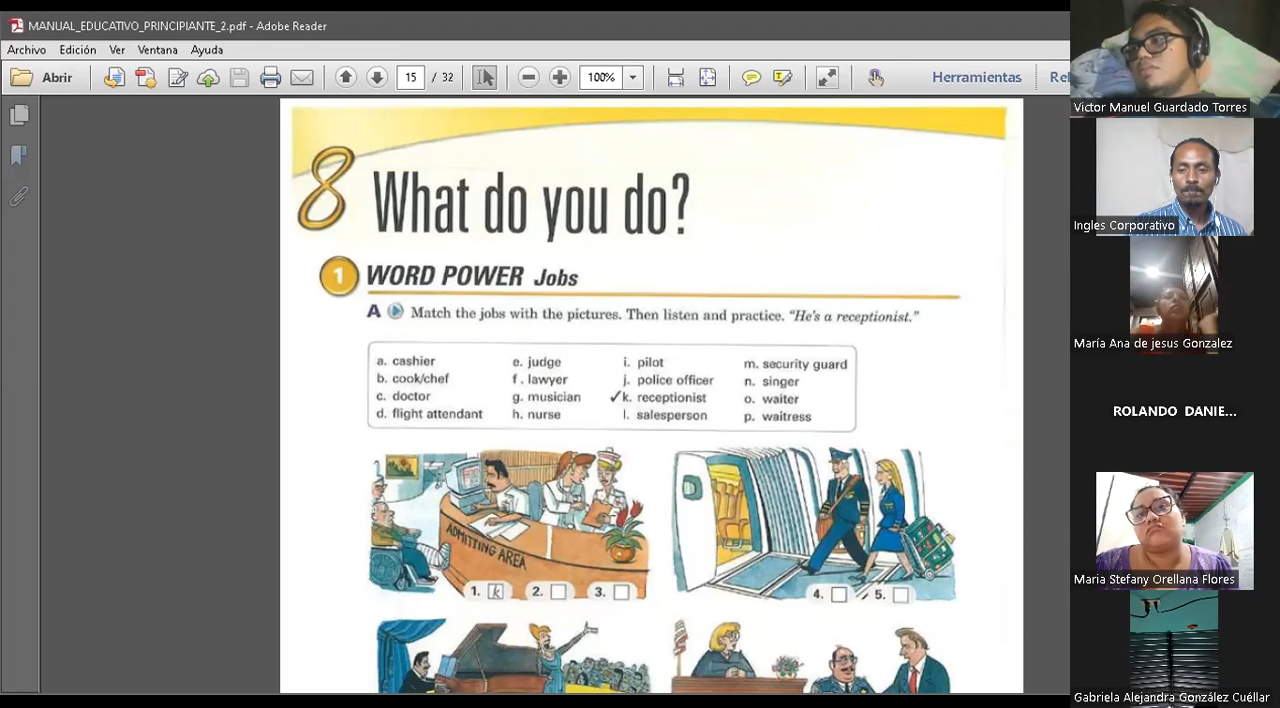 MANUAL_EDUCATIVO_PRINCIPIANTE_2.pdf - Adobe Reader
Archivo Edición Ver Ventana Ayuda
Abrir 15 / 32 100% Herramientas
8 What do you do?
1 WORD POWER Jobs
A Match the jobs with the pictures. Then listen and practice. "He's a receptionist."
a. cashier e. judge i. pilot m. security guard
b. cook/chef f. lawyer j. police officer n. singer
c. doctor g. musician ✓k. receptionist o. waiter
d. flight attendant h. nurse l. salesperson p. waitress
ADMITTING AREA
1. k 2. 3. 4. 5.
Victor Manuel Guardado Torres
Ingles Corporativo
María Ana de jesus Gonzalez
ROLANDO DANIE...
Maria Stefany Orellana Flores
Gabriela Alejandra González Cuéllar